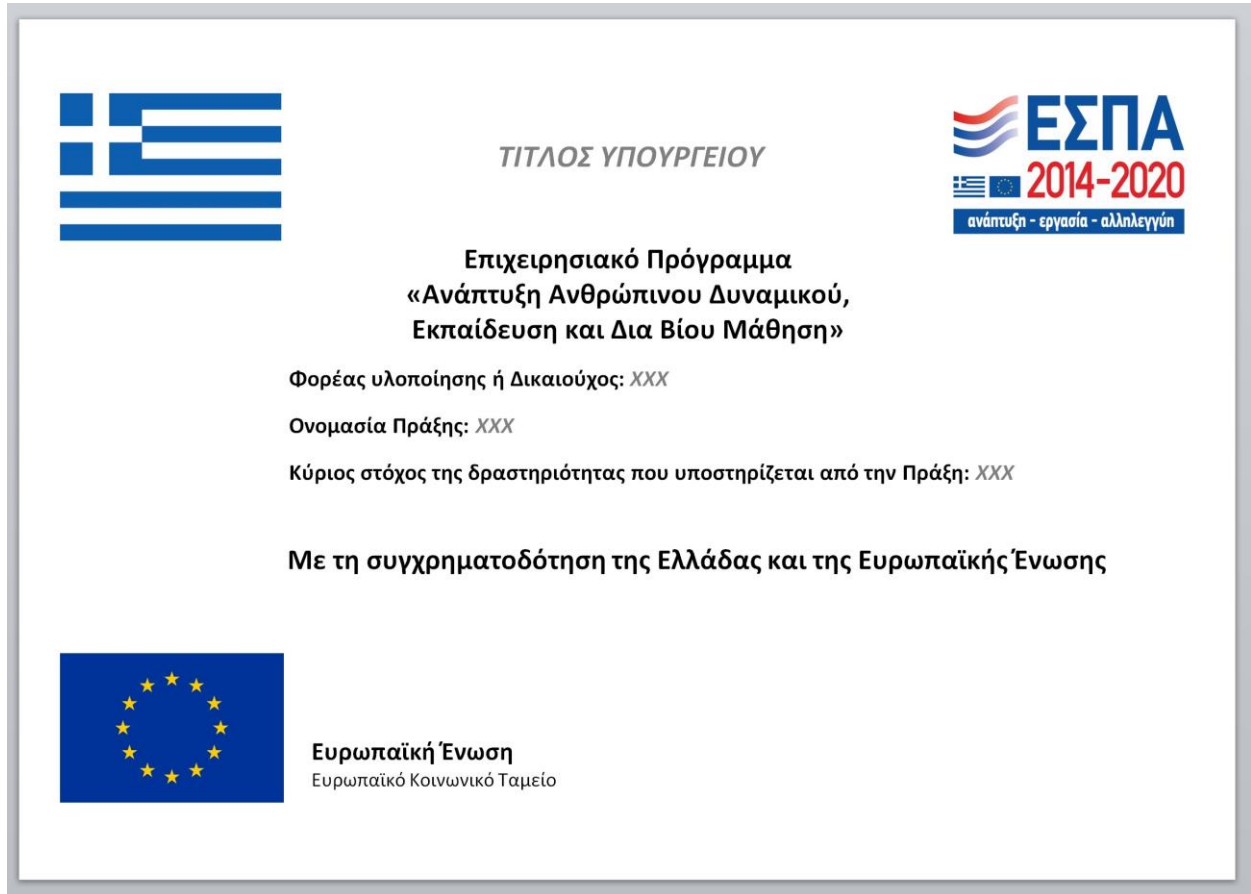 ΤΙΤΛΟΣ ΥΠΟΥΡΓΕΙΟΥ
ΕΣΠΑ
2014-2020
ανάπτυξη - εργασία - αλληλεγγύη
Επιχειρησιακό Πρόγραμμα
«Ανάπτυξη Ανθρώπινου Δυναμικού,
Εκπαίδευση και Δια Βίου Μάθηση»
Φορέας υλοποίησης ή Δικαιούχος: XXX
Ονομασία Πράξης: XXX
Κύριος στόχος της δραστηριότητας που υποστηρίζεται από την Πράξη: XXX
Με τη συγχρηματοδότηση της Ελλάδας και της Ευρωπαϊκής Ένωσης
Ευρωπαϊκή Ένωση
Ευρωπαϊκό Κοινωνικό Ταμείο